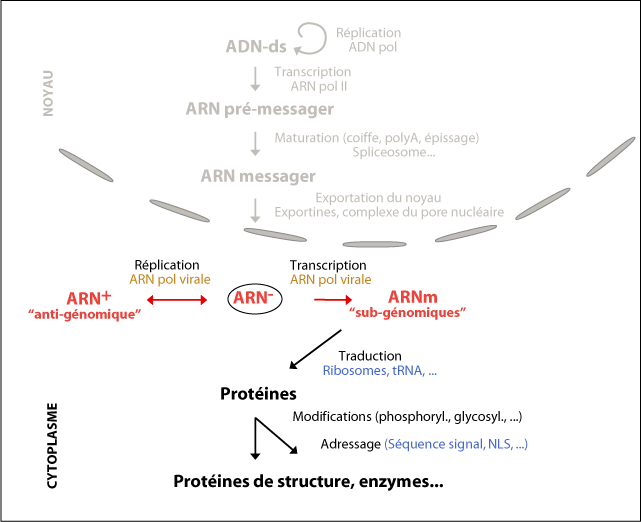 Réplication
ADN pol
ADN-ds
Transcription
ARN pol II
ARN pré-messager
Maturation (coiffe, polyA, épissage)
Spliceosome...
ARN messager
Exportation du noyau
Exportines, complexe du pore nucléaire
NOYAU
Réplication
ARN pol virale
Transcription
ARN pol virale
ARN+
"anti-génomique"
ARN-
ARNm
"sub-génomiques"
Traduction
Ribosomes, tRNA, ...
Protéines
Modifications (phosphoryl., glycosyl., ...)
Adressage (Séquence signal, NLS, ...)
Protéines de structure, enzymes...
CYTOPLASME